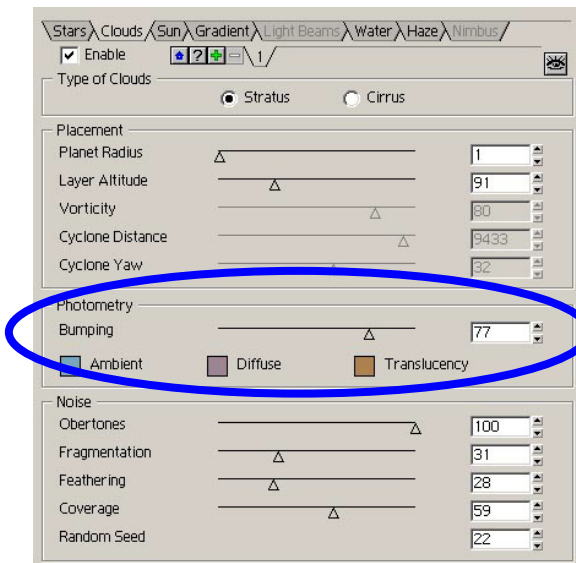 Stars Clouds Sun Gradient Light Beams Water Haze Nimbus
Enable ? 1
Type of Clouds
Stratus Cirrus
Placement
Planet Radius 1
Layer Altitude 91
Vorticity 80
Cyclone Distance 9433
Cyclone Yaw 32
Photometry
Bumping 77
Ambient Diffuse Translucency
Noise
Obertones 100
Fragmentation 31
Feathering 28
Coverage 59
Random Seed 22